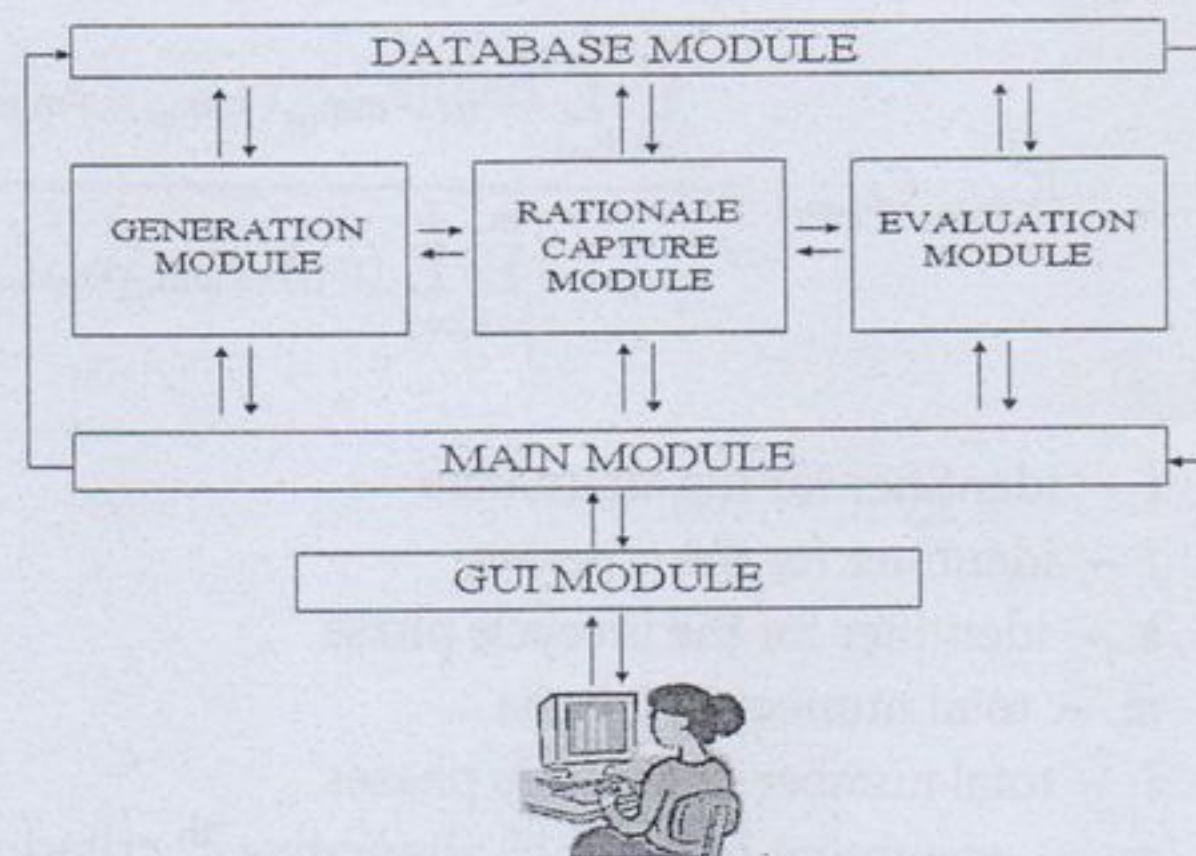 DATABASE MODULE
GENERATION
MODULE
RATIONALE
CAPTURE
MODULE
EVALUATION
MODULE
MAIN MODULE
GUI MODULE